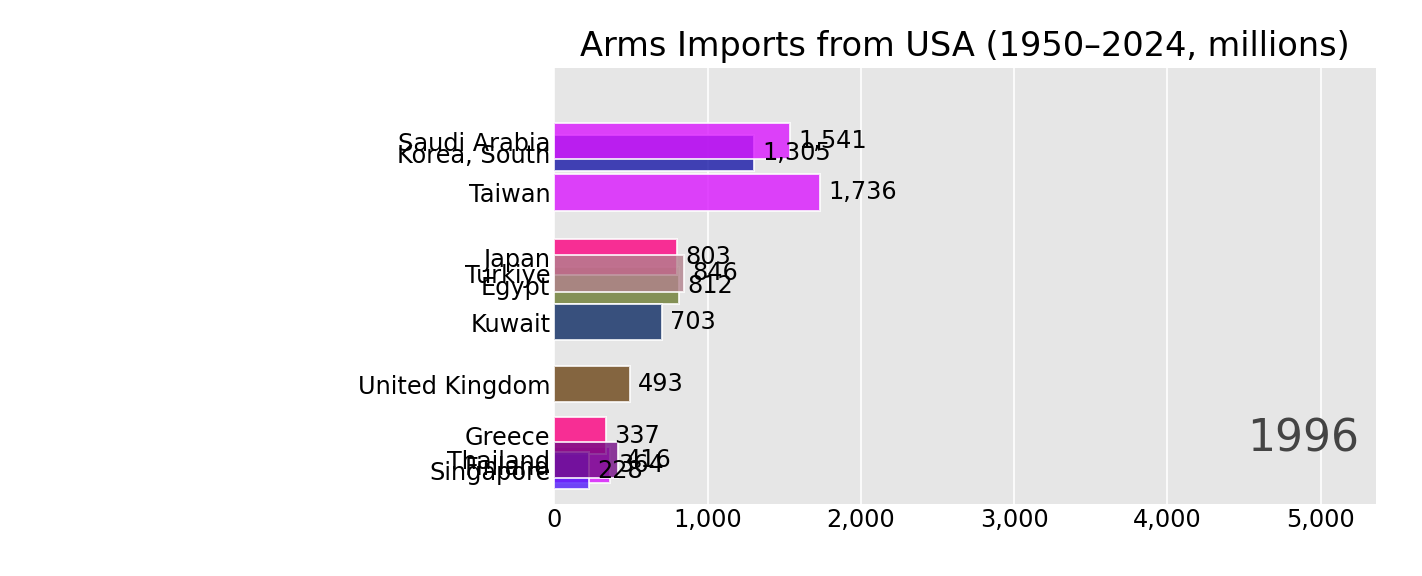 Arms Imports from USA (1950–2024, millions)
Saudi Arabia 1,541
Korea, South 1,305
Taiwan 1,736
Japan 803
Türkiye 846
Egypt 812
Kuwait 703
United Kingdom 493
Greece 337
Thailand 416
364
Singapore 228
1996
0 1,000 2,000 3,000 4,000 5,000